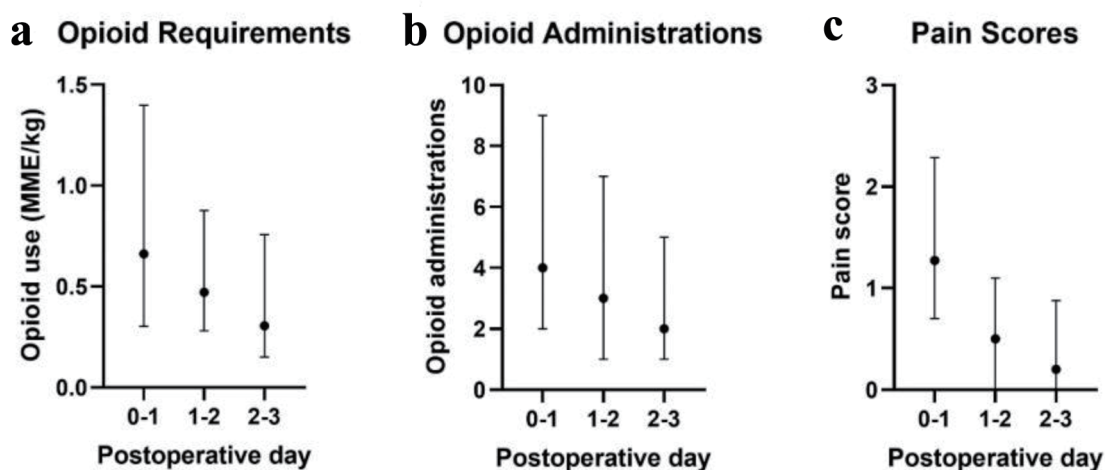 a Opioid Requirements
Opioid use (MME/kg)
1.5
1.0
0.5
0.0
0-1 1-2 2-3
Postoperative day
b Opioid Administrations
Opioid administrations
10
8
6
4
2
0
0-1 1-2 2-3
Postoperative day
c Pain Scores
Pain score
3
2
1
0
0-1 1-2 2-3
Postoperative day